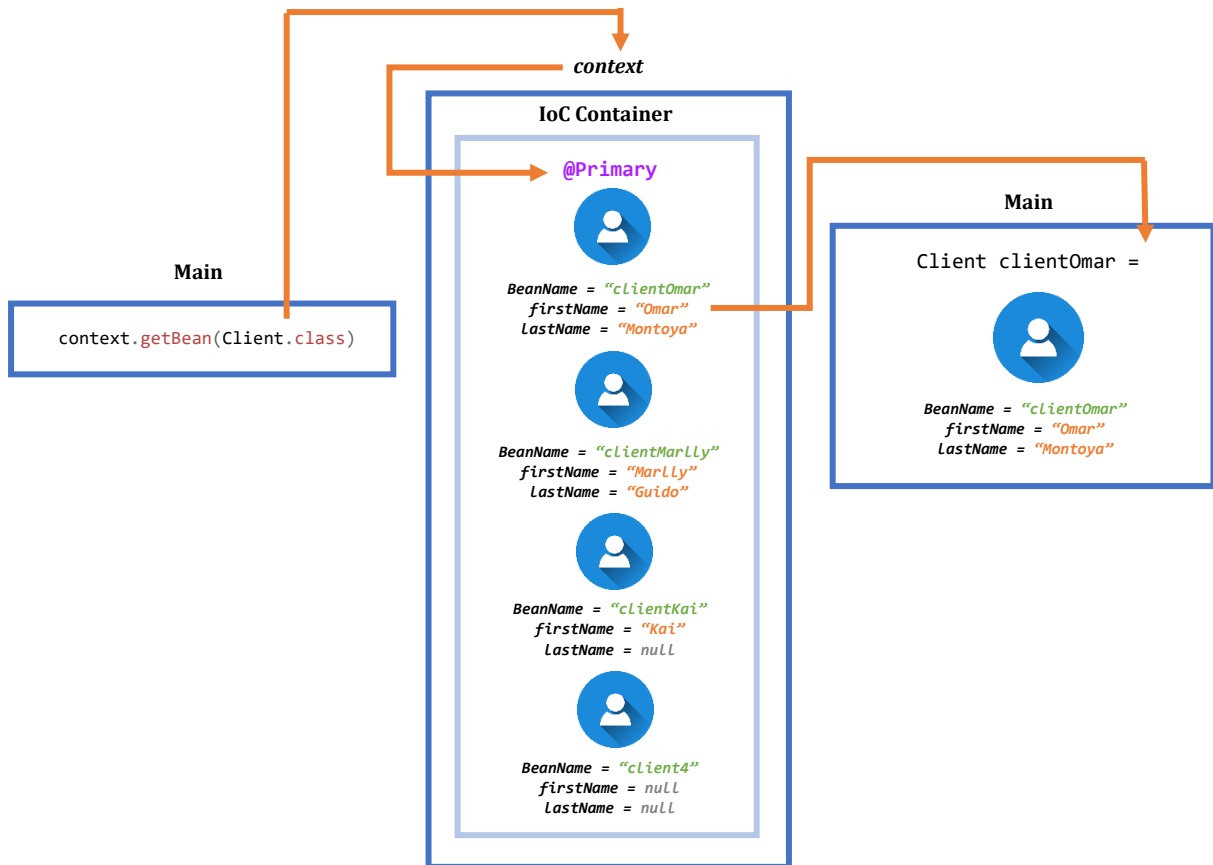 context
IoC Container
@Primary
BeanName = “clientOmar”
firstName = “Omar”
lastName = “Montoya”
BeanName = “clientMarlly”
firstName = “Marlly”
lastName = “Guido”
BeanName = “clientKai”
firstName = “Kai”
lastName = null
BeanName = “client4”
firstName = null
lastName = null
Main
context.getBean(Client.class)
Main
Client clientOmar =
BeanName = “clientOmar”
firstName = “Omar”
lastName = “Montoya”